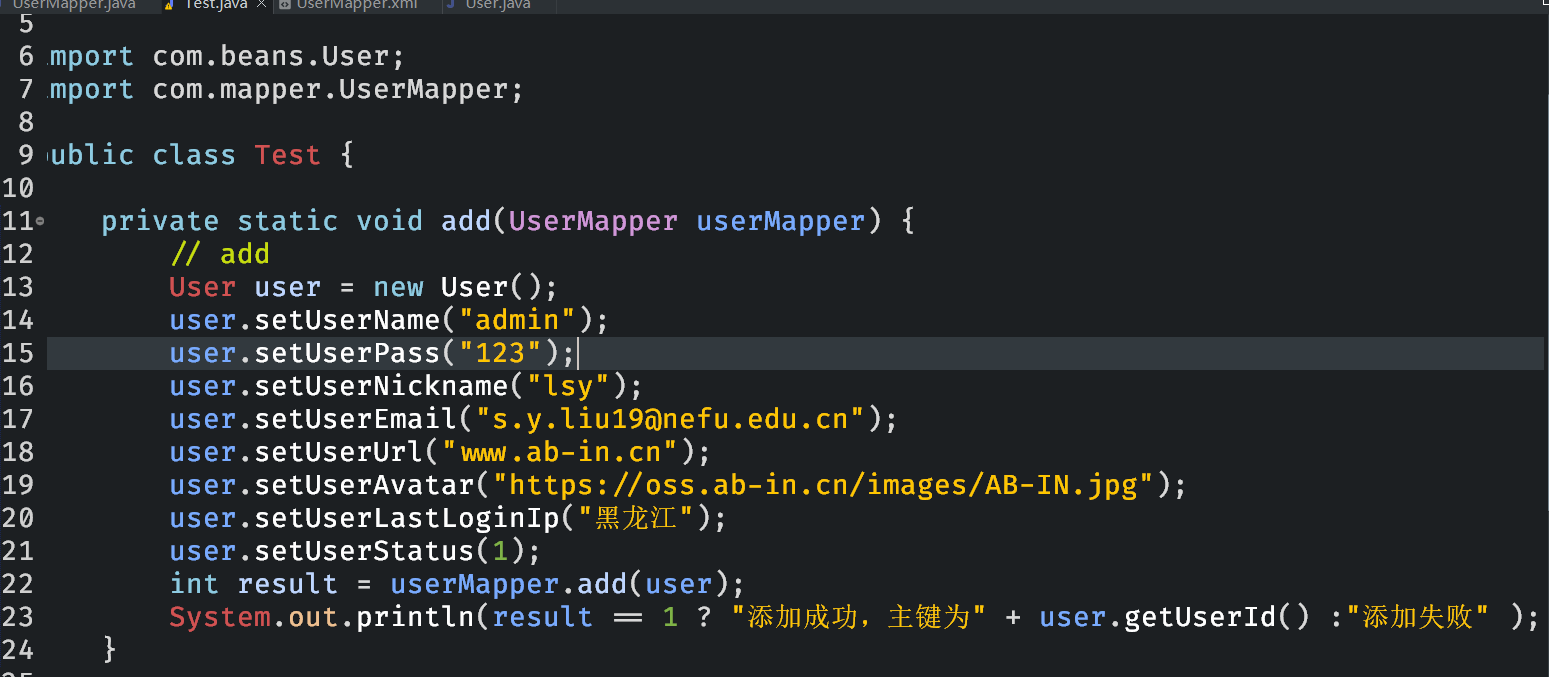 UserMapper.java Test.java UserMapper.xml User.java
5
6 mport com.beans.User;
7 mport com.mapper.UserMapper;
8
9 ublic class Test {
10
11 private static void add(UserMapper userMapper) {
12 // add
13 User user = new User();
14 user.setUserName("admin");
15 user.setUserPass("123");
16 user.setUserNickname("lsy");
17 user.setUserEmail("s.y.liu19@nefu.edu.cn");
18 user.setUserUrl("www.ab-in.cn");
19 user.setUserAvatar("https://oss.ab-in.cn/images/AB-IN.jpg");
20 user.setUserLastLoginIp("黑龙江");
21 user.setUserStatus(1);
22 int result = userMapper.add(user);
23 System.out.println(result == 1 ? "添加成功，主键为" + user.getUserId() :"添加失败" );
24 }